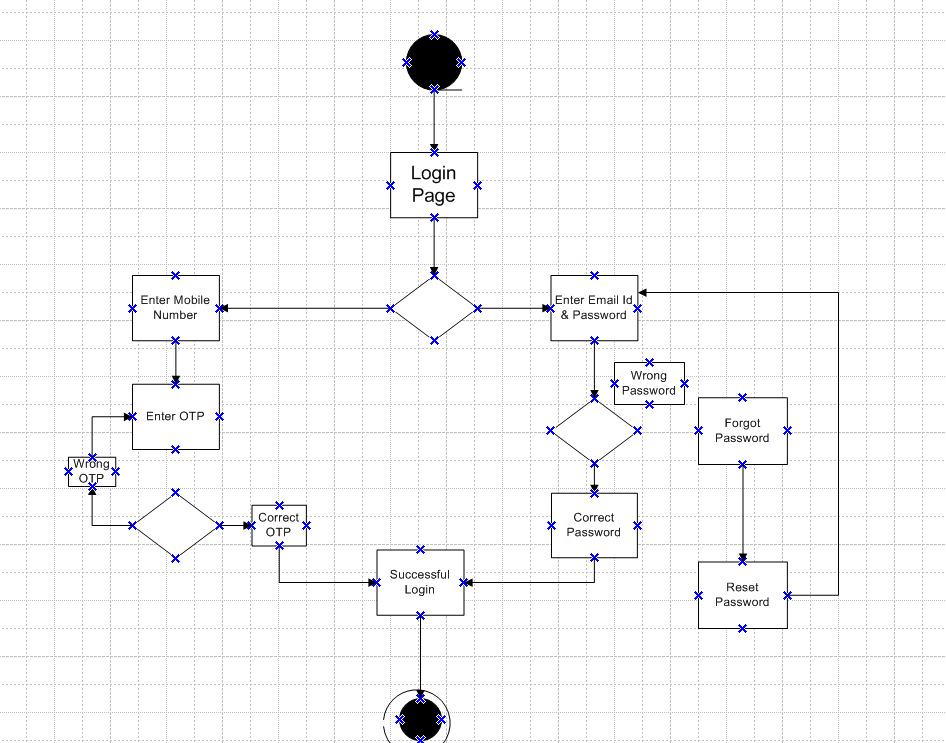 Login
Page
Enter Mobile
Number
Enter Email Id
& Password
Wrong
Password
Enter OTP
Forgot
Password
Wrong
OTP
Correct
OTP
Correct
Password
Successful
Login
Reset
Password